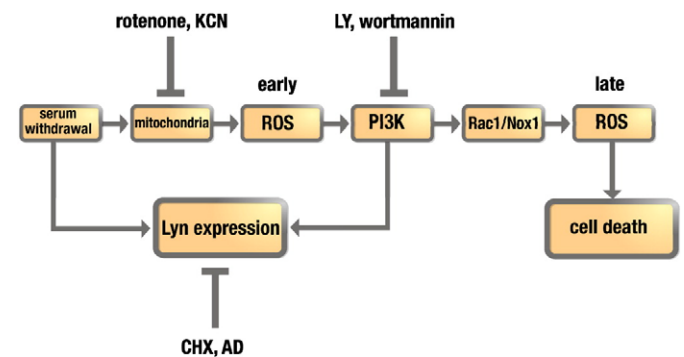 rotenone, KCN
LY, wortmannin
early
late
serum
withdrawal
mitochondria
ROS
PI3K
Rac1/Nox1
ROS
Lyn expression
cell death
CHX, AD